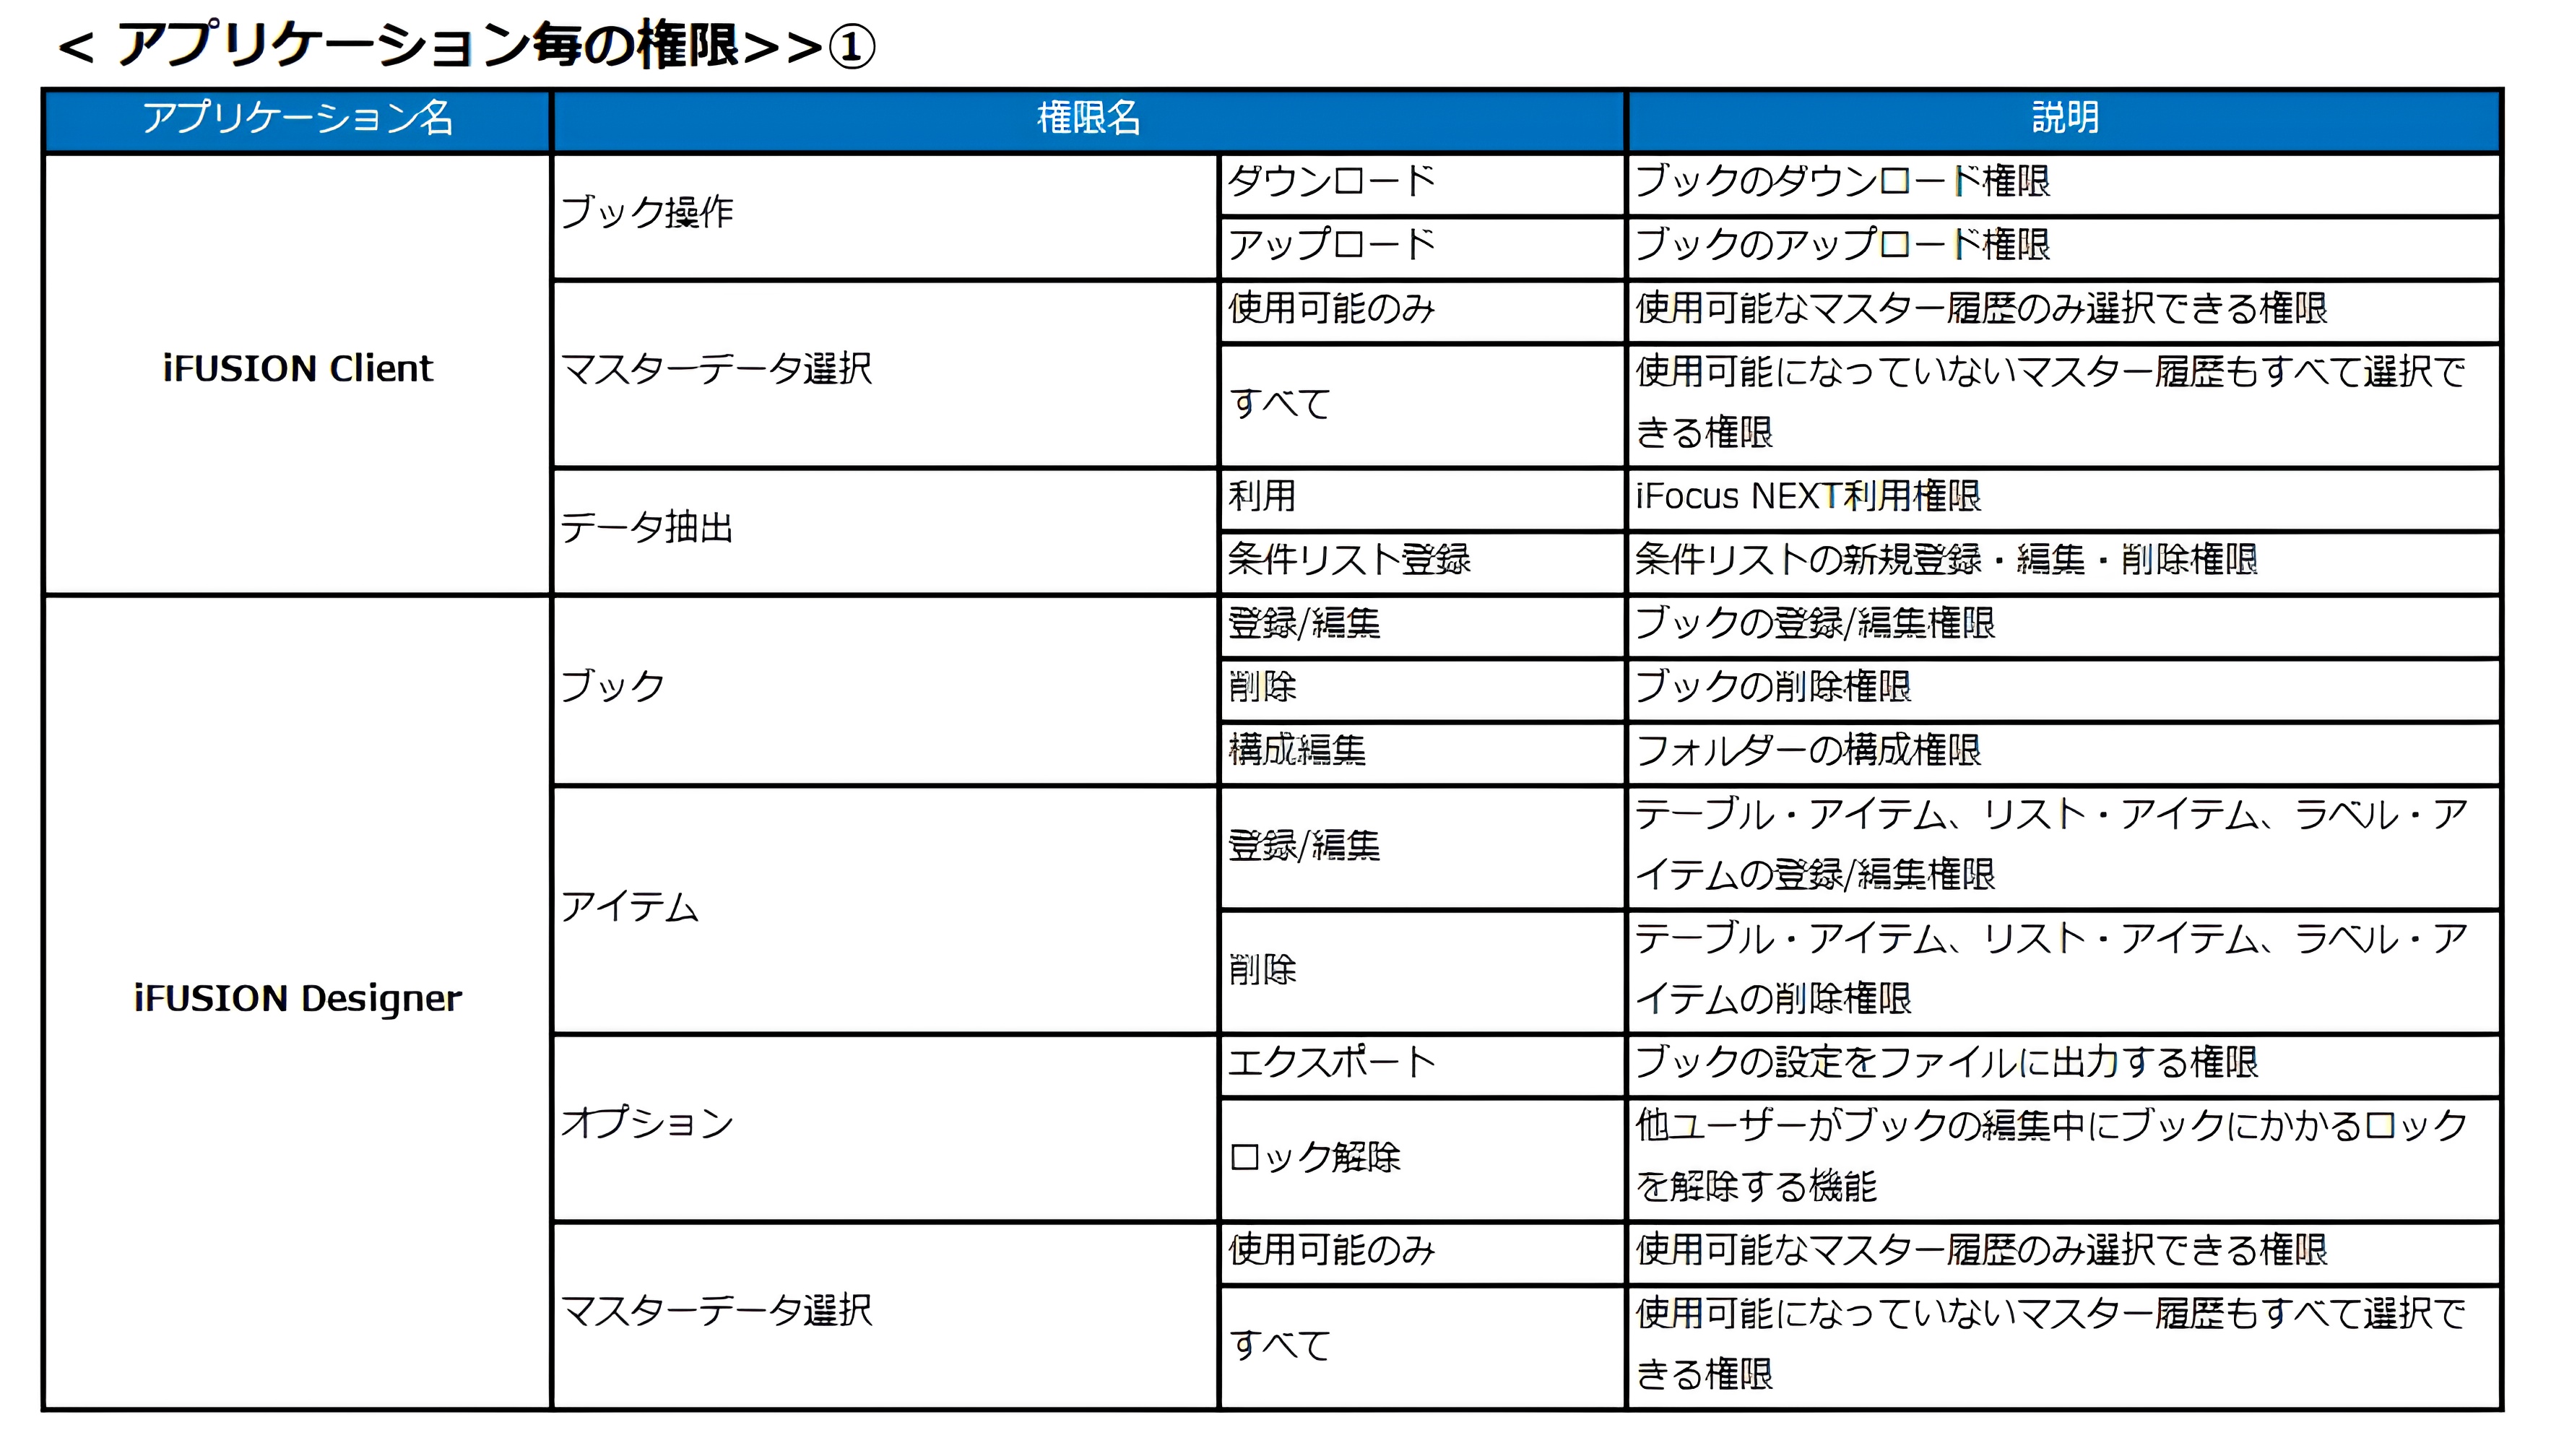 < アプリケーション毎の権限>>①
アプリケーション名 権限名 説明
iFUSION Client
ブック操作
ダウンロード
ブックのダウンロード権限
アップロード
ブックのアップロード権限
マスターデータ選択
使用可能のみ
使用可能なマスター履歴のみ選択できる権限
すべて
使用可能になっていないマスター履歴もすべて選択で
きる権限
データ抽出
利用
iFocus NEXT利用権限
条件リスト登録
条件リストの新規登録・編集・削除権限
iFUSION Designer
ブック
登録/編集
ブックの登録/編集権限
削除
ブックの削除権限
構成編集
フォルダーの構成権限
アイテム
登録/編集
テーブル・アイテム、リスト・アイテム、ラベル・ア
イテムの登録/編集権限
削除
テーブル・アイテム、リスト・アイテム、ラベル・ア
イテムの削除権限
オプション
エクスポート
ブックの設定をファイルに出力する権限
ロック解除
他ユーザーがブックの編集中にブックにかかるロック
を解除する機能
マスターデータ選択
使用可能のみ
使用可能なマスター履歴のみ選択できる権限
すべて
使用可能になっていないマスター履歴もすべて選択で
きる権限